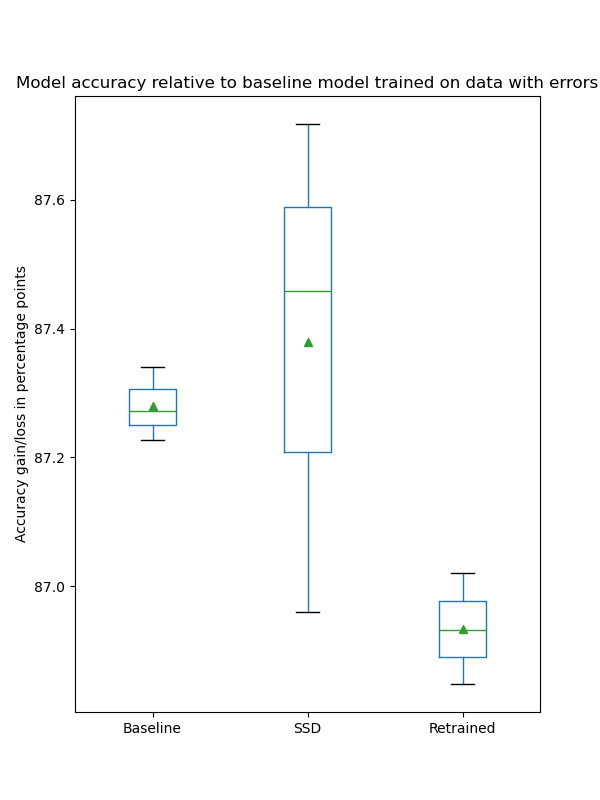 Model accuracy relative to baseline model trained on data with errors
Accuracy gain/loss in percentage points
87.6
87.4
87.2
87.0
Baseline
SSD
Retrained